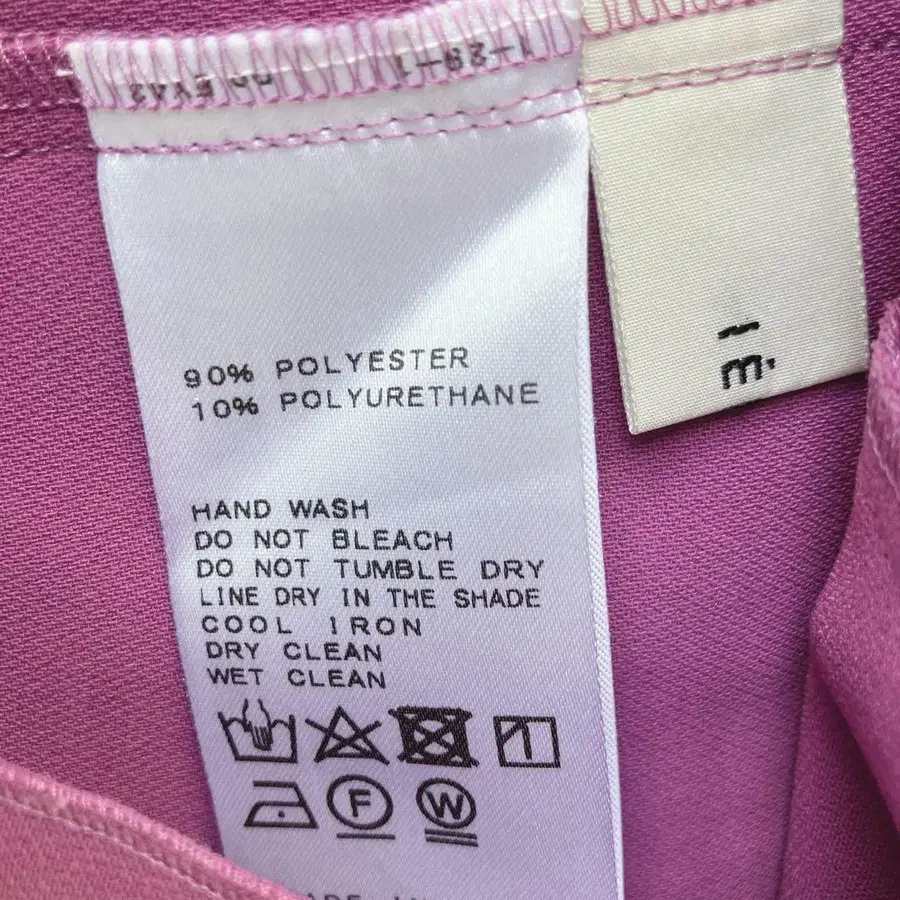 90% POLYESTER
10% POLYURETHANE
HAND WASH
DO NOT BLEACH
DO NOT TUMBLE DRY
LINE DRY IN THE SHADE
COOL IRON
DRY CLEAN
WET CLEAN
F
W